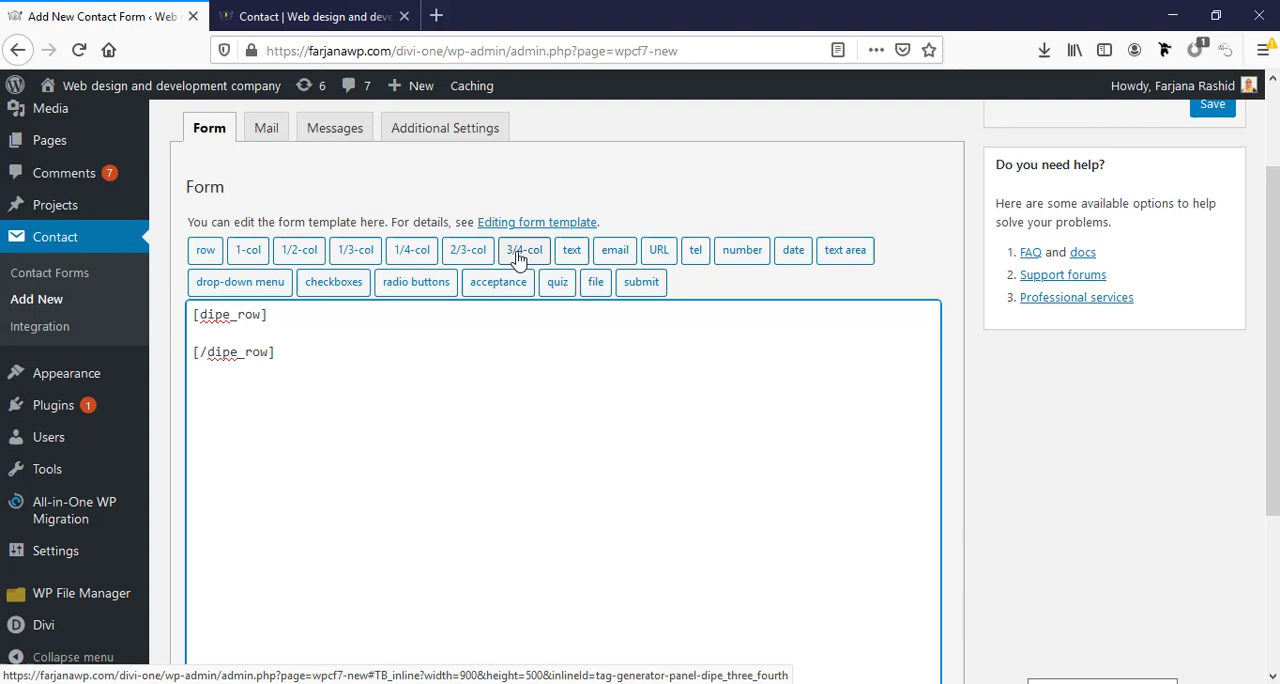 Add New Contact Form ‹ Web
Contact | Web design and deve
https://farjanawp.com/divi-one/wp-admin/admin.php?page=wpcf7-new
1
Web design and development company
6
7
New
Caching
Howdy, Farjana Rashid
Media
Pages
Comments 7
Projects
Contact
Contact Forms
Add New
Integration
Appearance
Plugins 1
Users
Tools
All-in-One WP
Migration
Settings
WP File Manager
Divi
Collapse menu
Form
Mail
Messages
Additional Settings
Form
You can edit the form template here. For details, see Editing form template.
row 1-col 1/2-col 1/3-col 1/4-col 2/3-col 3/4-col text email URL tel number date text area
drop-down menu checkboxes radio buttons acceptance quiz file submit
[dipe_row]
[/dipe_row]
Save
Do you need help?
Here are some available options to help
solve your problems.
1. FAQ and docs
2. Support forums
3. Professional services
https://farjanawp.com/divi-one/wp-admin/admin.php?page=wpcf7-new#TB_inline?width=900&height=500&inlineId=tag-generator-panel-dipe_three_fourth